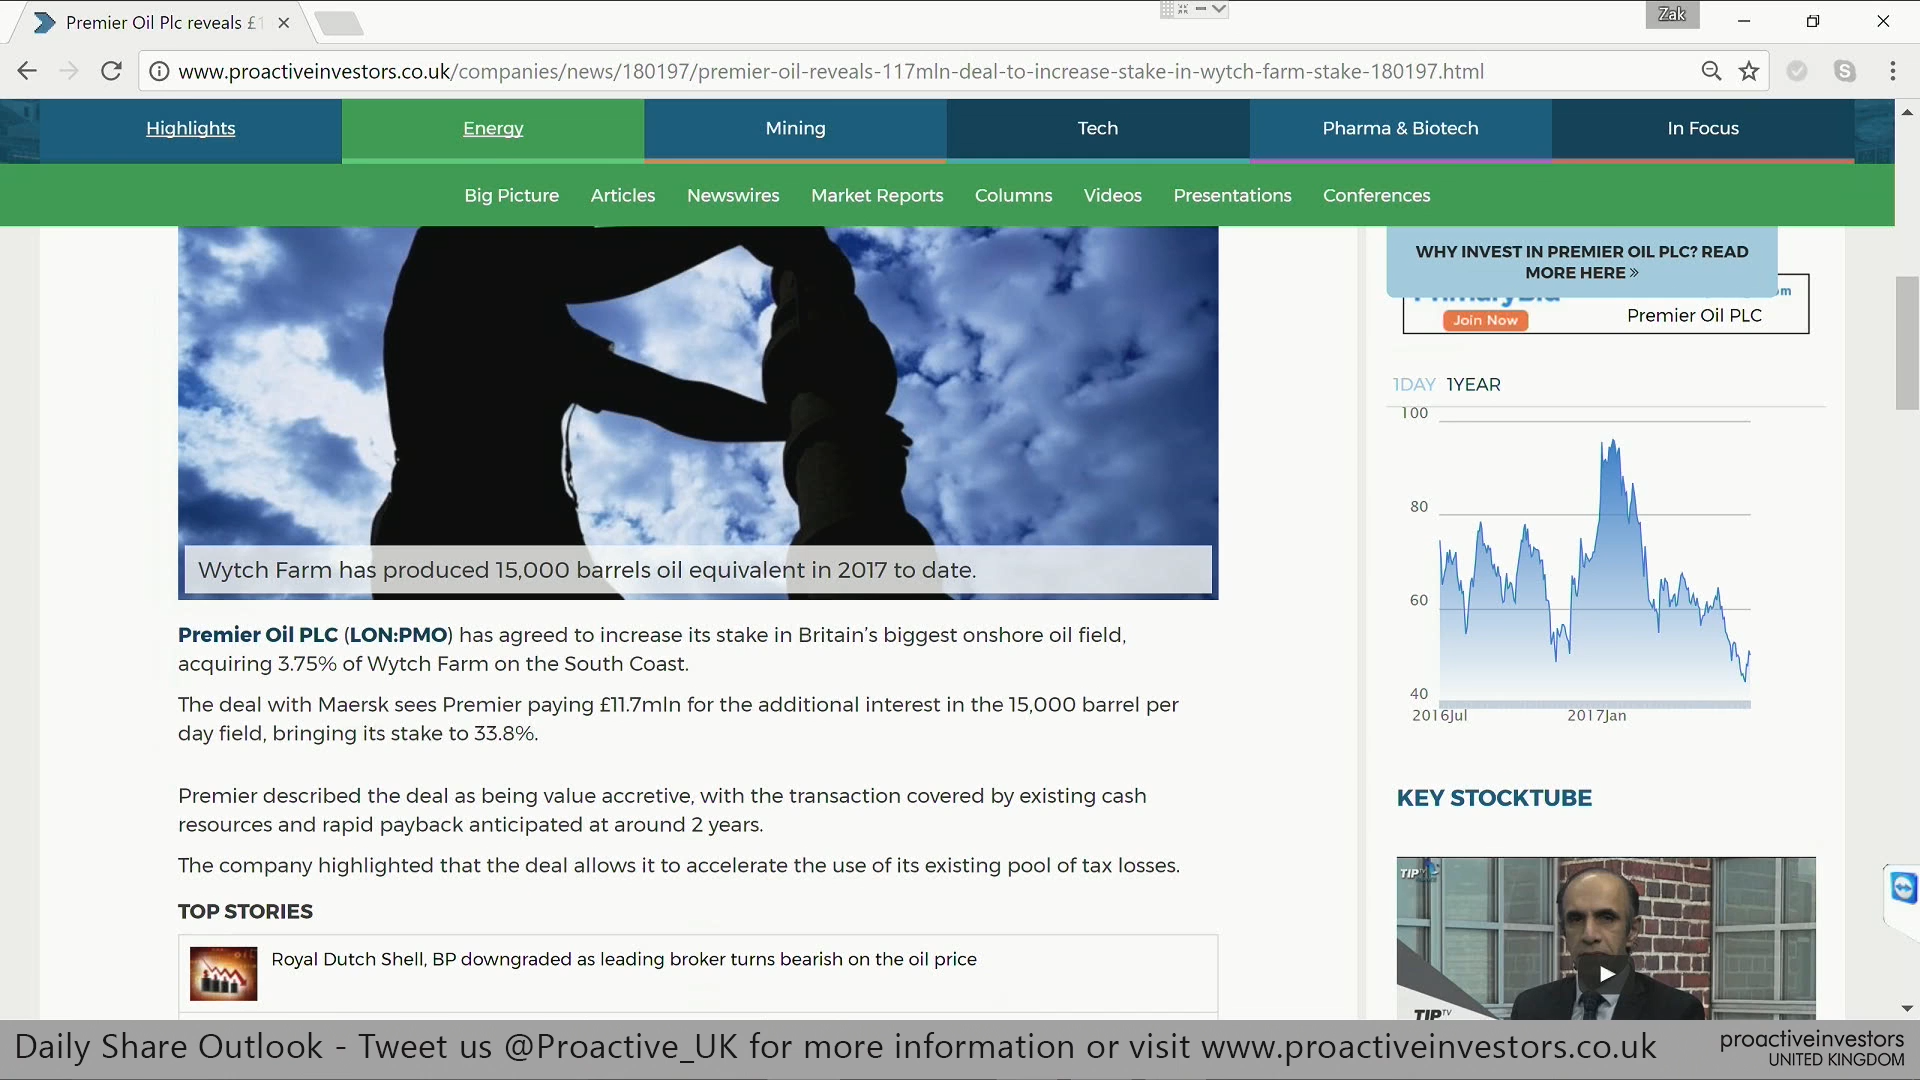 Premier Oil Plc reveals £1
Zak
www.proactiveinvestors.co.uk/companies/news/180197/premier-oil-reveals-117mln-deal-to-increase-stake-in-wytch-farm-stake-180197.html
Highlights
Energy
Mining
Tech
Pharma & Biotech
In Focus
Big Picture
Articles
Newswires
Market Reports
Columns
Videos
Presentations
Conferences
WHY INVEST IN PREMIER OIL PLC? READ
MORE HERE »
Join Now
Premier Oil PLC
1DAY 1YEAR
100
80
60
40
2016Jul
2017Jan
Wytch Farm has produced 15,000 barrels oil equivalent in 2017 to date.
Premier Oil PLC (LON:PMO) has agreed to increase its stake in Britain's biggest onshore oil field,
acquiring 3.75% of Wytch Farm on the South Coast.
The deal with Maersk sees Premier paying £11.7mln for the additional interest in the 15,000 barrel per
day field, bringing its stake to 33.8%.
Premier described the deal as being value accretive, with the transaction covered by existing cash
resources and rapid payback anticipated at around 2 years.
The company highlighted that the deal allows it to accelerate the use of its existing pool of tax losses.
TOP STORIES
Royal Dutch Shell, BP downgraded as leading broker turns bearish on the oil price
KEY STOCKTUBE
TIP
TIPTV
Daily Share Outlook - Tweet us @Proactive_UK for more information or visit www.proactiveinvestors.co.uk
proactiveinvestors
UNITED KINGDOM